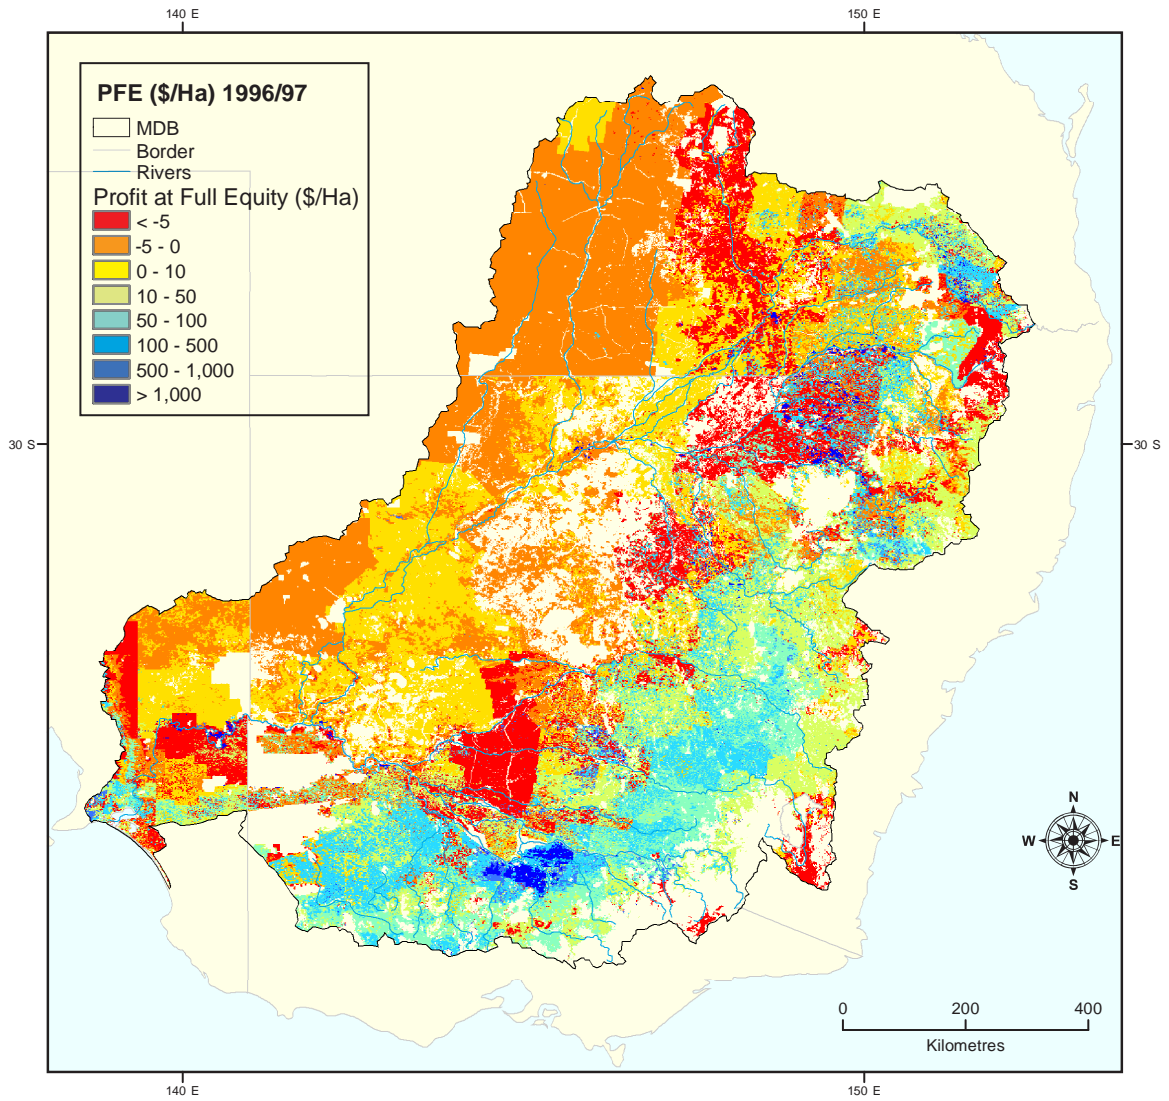 140 E
150 E
PFE ($/Ha) 1996/97
MDB
Border
Rivers
Profit at Full Equity ($/Ha)
< -5
-5 - 0
0 - 10
10 - 50
50 - 100
100 - 500
500 - 1,000
> 1,000
30 S
30 S
N
W
E
S
0
200
400
Kilometres
140 E
150 E